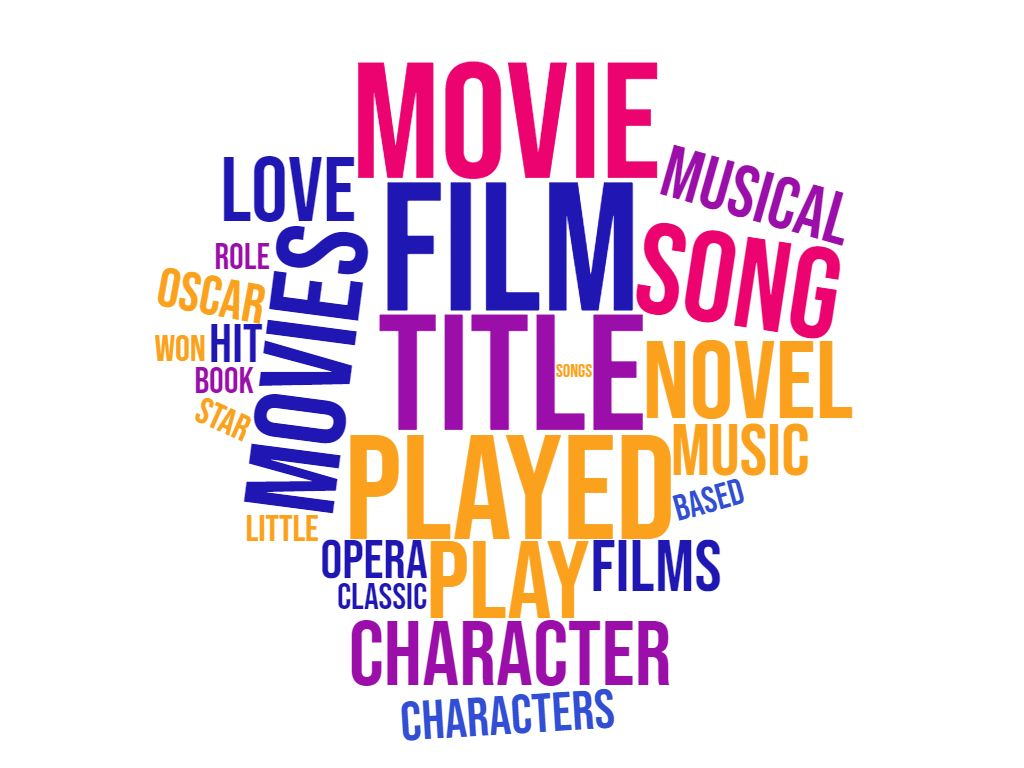 MOVIE
LOVE
FILM
MUSICAL
ROLE
MOVIES
SONG
OSCAR
WON
HIT
TITLE
SONGS
NOVEL
BOOK
STAR
PLAYED
MUSIC
BASED
LITTLE
OPERA
PLAY
FILMS
CLASSIC
CHARACTER
CHARACTERS